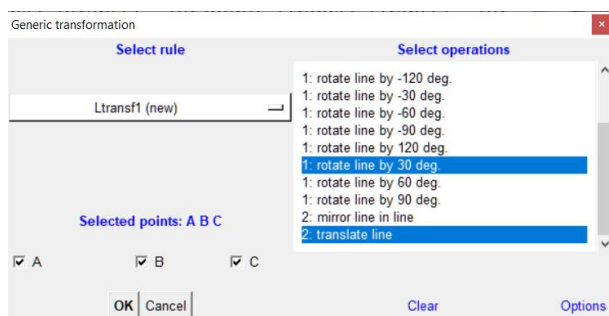 Generic transformation
Select rule
Ltransf1 (new)
Selected points: A B C
A B C
OK Cancel
Select operations
1: rotate line by -120 deg.
1: rotate line by -30 deg.
1: rotate line by -60 deg.
1: rotate line by -90 deg.
1: rotate line by 120 deg.
1: rotate line by 30 deg.
1: rotate line by 60 deg.
1: rotate line by 90 deg.
2: mirror line in line
2: translate line
Clear Options